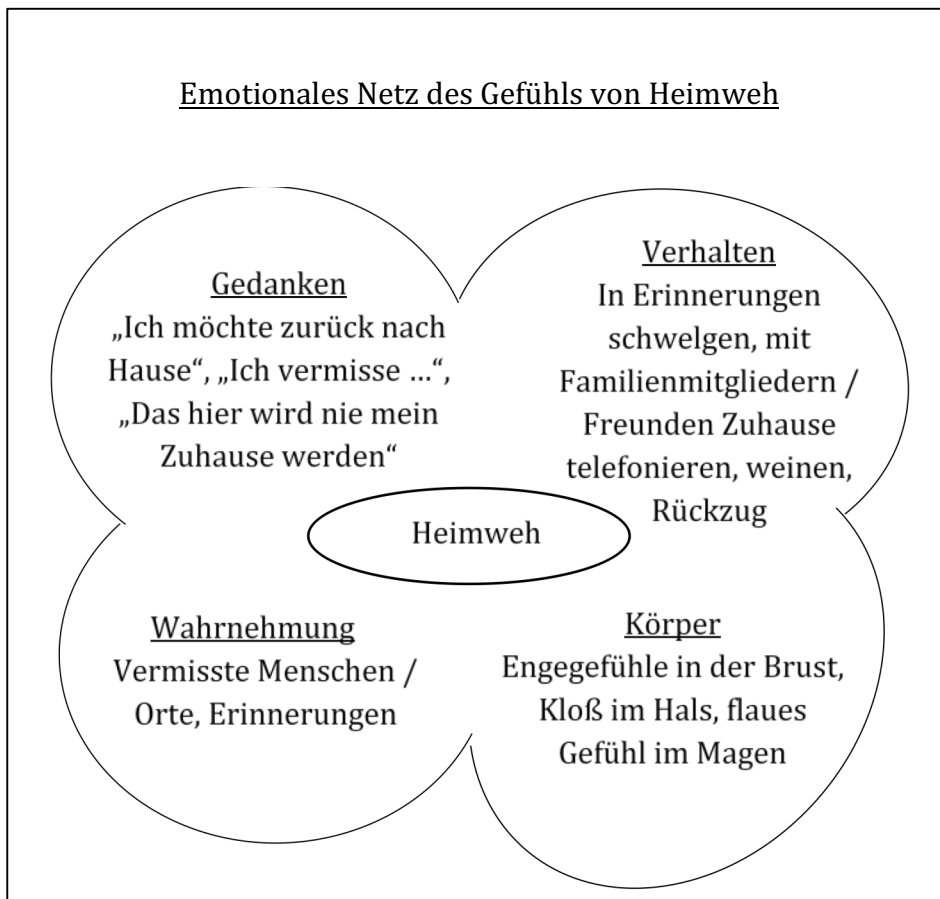 Emotionales Netz des Gefühls von Heimweh
Gedanken
„Ich möchte zurück nach
Hause“, „Ich vermisse …“,
„Das hier wird nie mein
Zuhause werden“
Verhalten
In Erinnerungen
schwelgen, mit
Familienmitgliedern /
Freunden Zuhause
telefonieren, weinen,
Rückzug
Heimweh
Wahrnehmung
Vermisste Menschen /
Orte, Erinnerungen
Körper
Engegefühle in der Brust,
Kloß im Hals, flaues
Gefühl im Magen